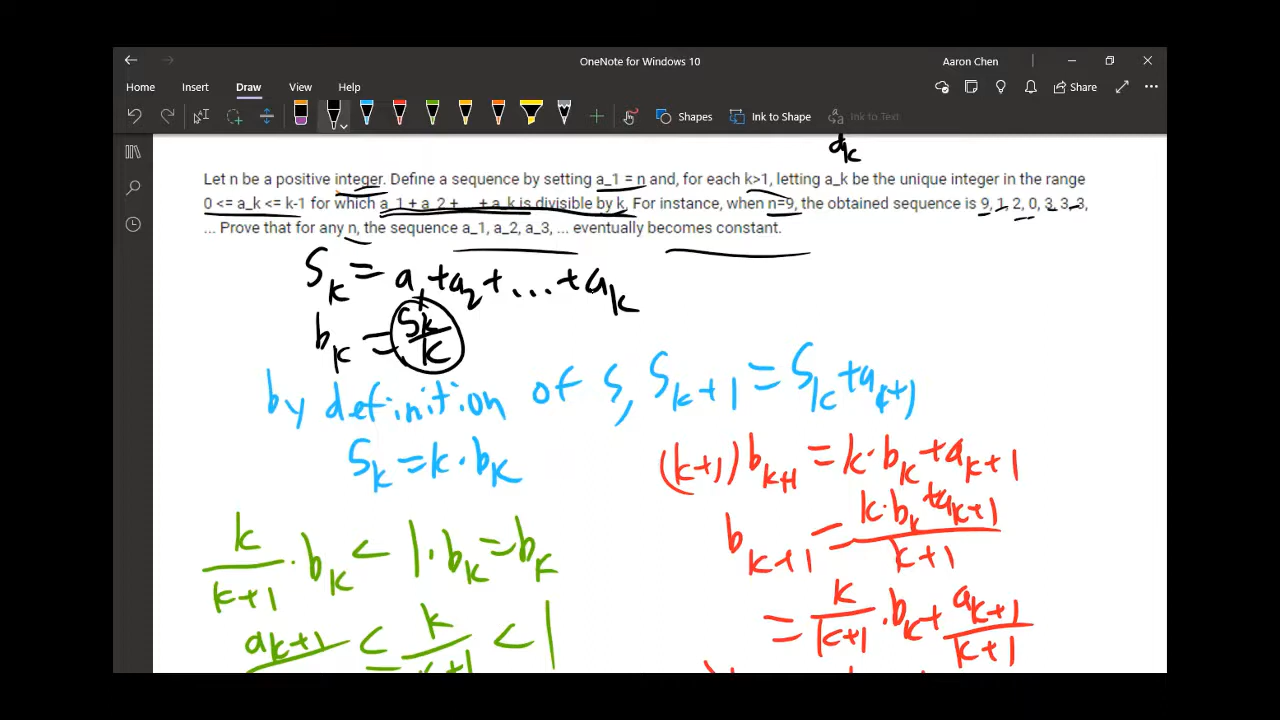 OneNote for Windows 10
Aaron Chen
Home Insert Draw View Help
Share
Shapes
Ink to Shape
Ink to Text
a_k
Let n be a positive integer. Define a sequence by setting a_1 = n and, for each k>1, letting a_k be the unique integer in the range
0 <= a_k <= k-1 for which a_1 + a_2 + ... + a_k is divisible by k. For instance, when n=9, the obtained sequence is 9, 1, 2, 0, 3, 3, 3,
... Prove that for any n, the sequence a_1, a_2, a_3, ... eventually becomes constant.
S_k = a_1 + a_2 + ... + a_k
b_k = S_k/k
by definition of S, S_{k+1} = S_k + a_{k+1}
S_k = k · b_k
(k+1) b_{k+1} = k · b_k + a_{k+1}
b_{k+1} = (k · b_k + a_{k+1})/(k+1)
= k/(k+1) · b_k + a_{k+1}/(k+1)
k/(k+1) · b_k < 1 · b_k = b_k
a_{k+1} ≤ k/(k+1) < 1